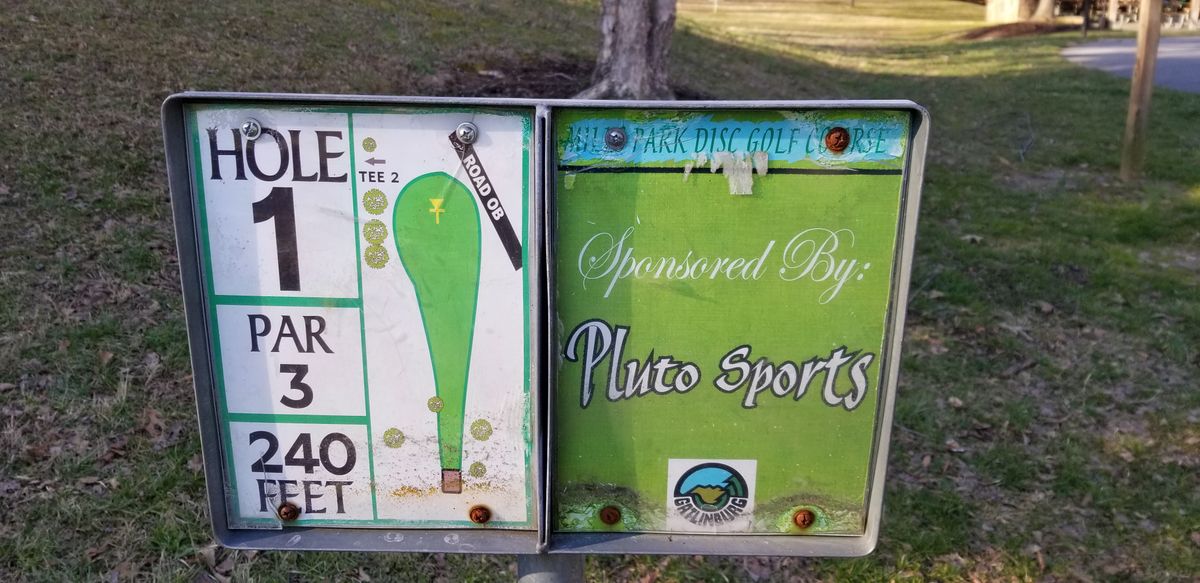 HOLE
1
PAR
3
240
FEET
TEE 2
ROAD OB
PARK DISC GOLF COURSE
Sponsored By:
Pluto Sports
GATLINBURG